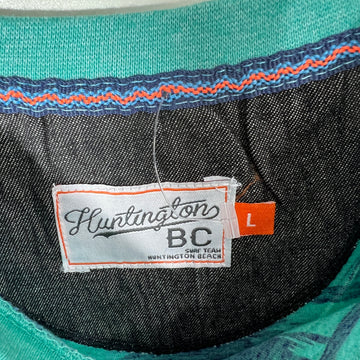 Huntington
BC
SURF TEAM
HUNTINGTON BEACH
L